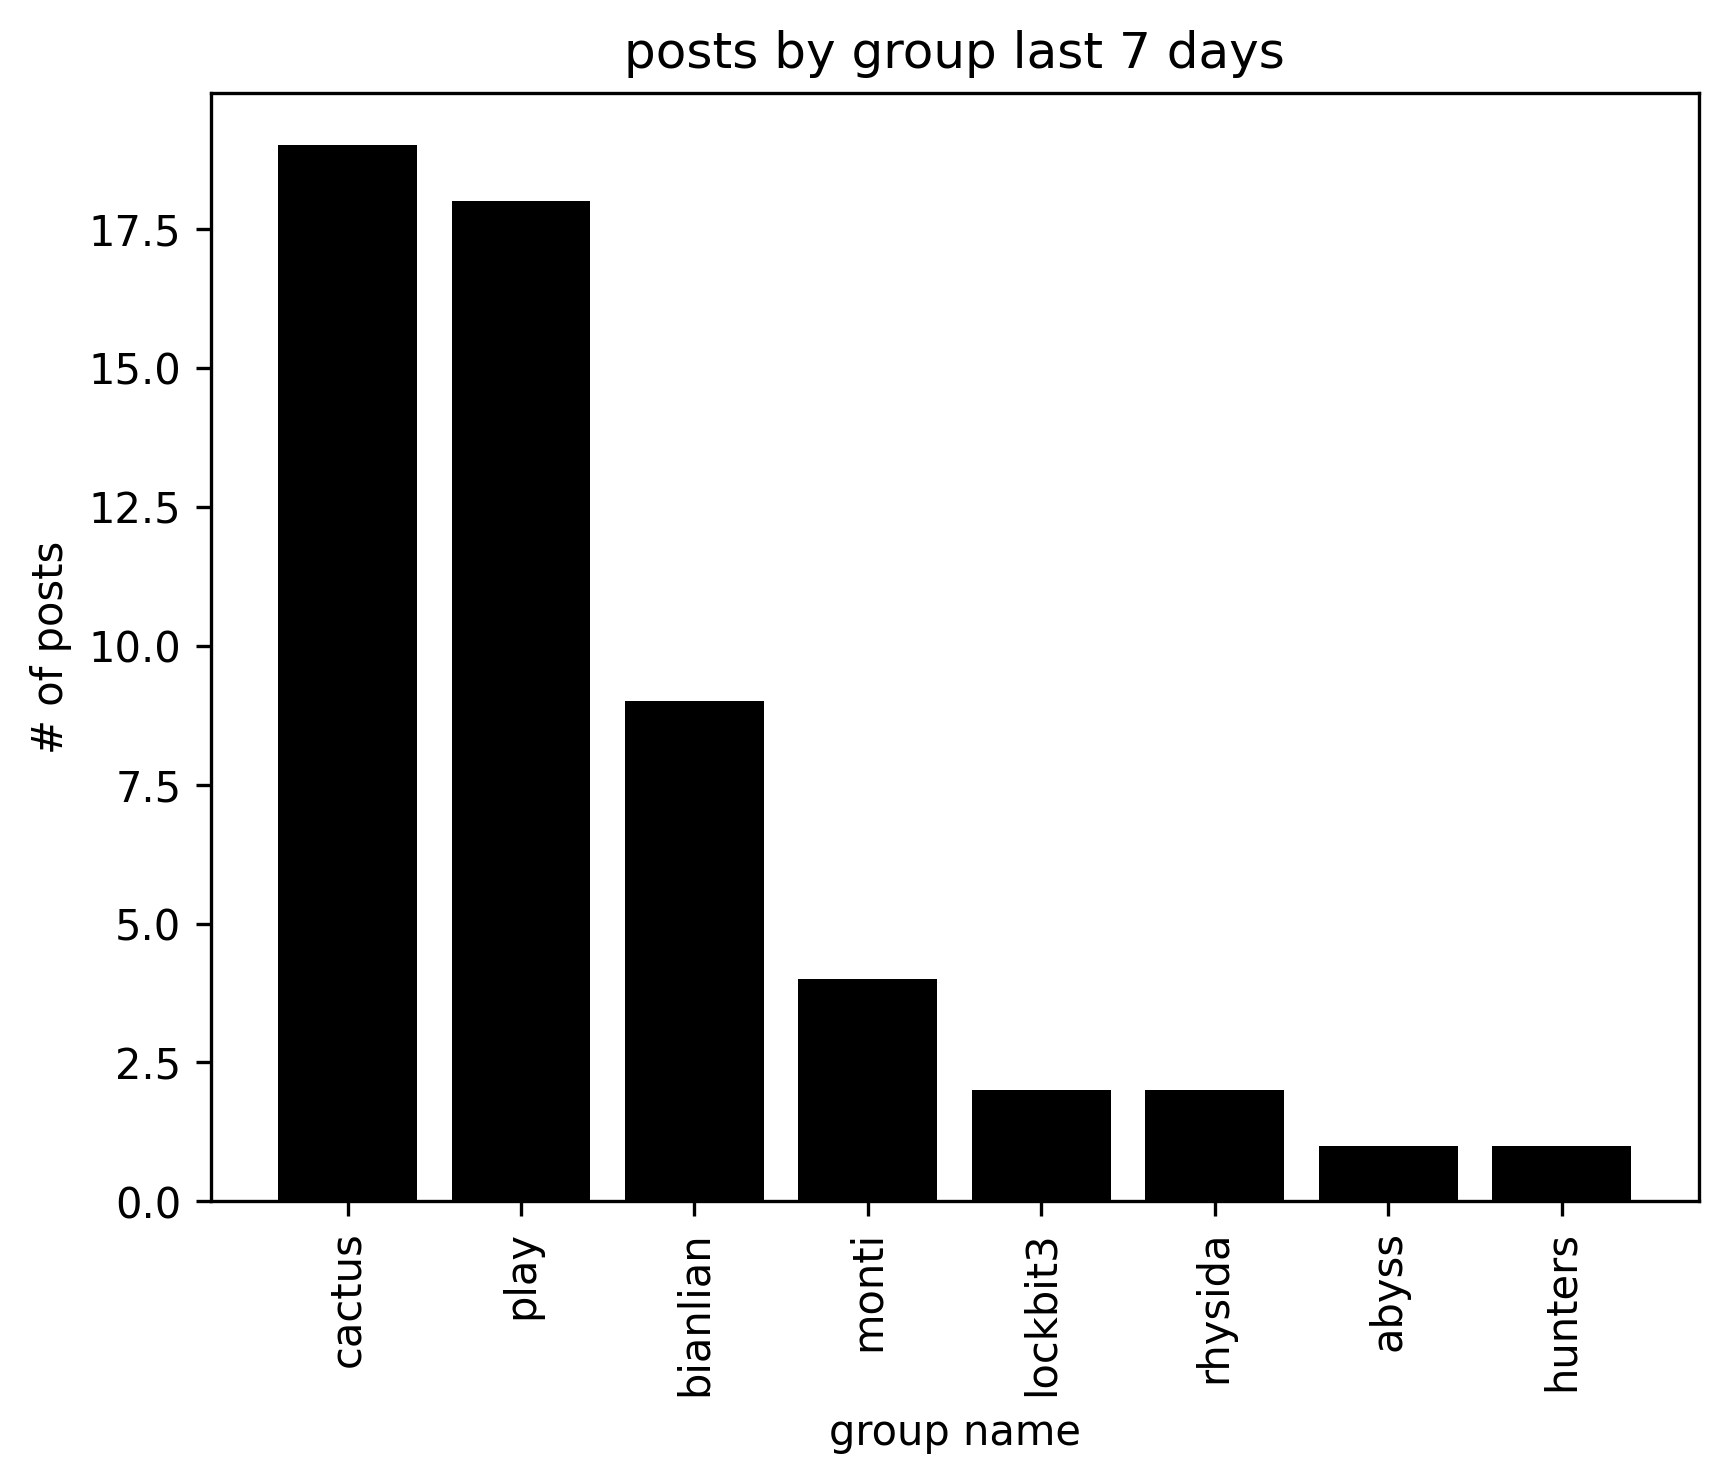 posts by group last 7 days
# of posts
17.5
15.0
12.5
10.0
7.5
5.0
2.5
0.0
cactus
play
bianlian
monti
lockbit3
rhysida
abyss
hunters
group name